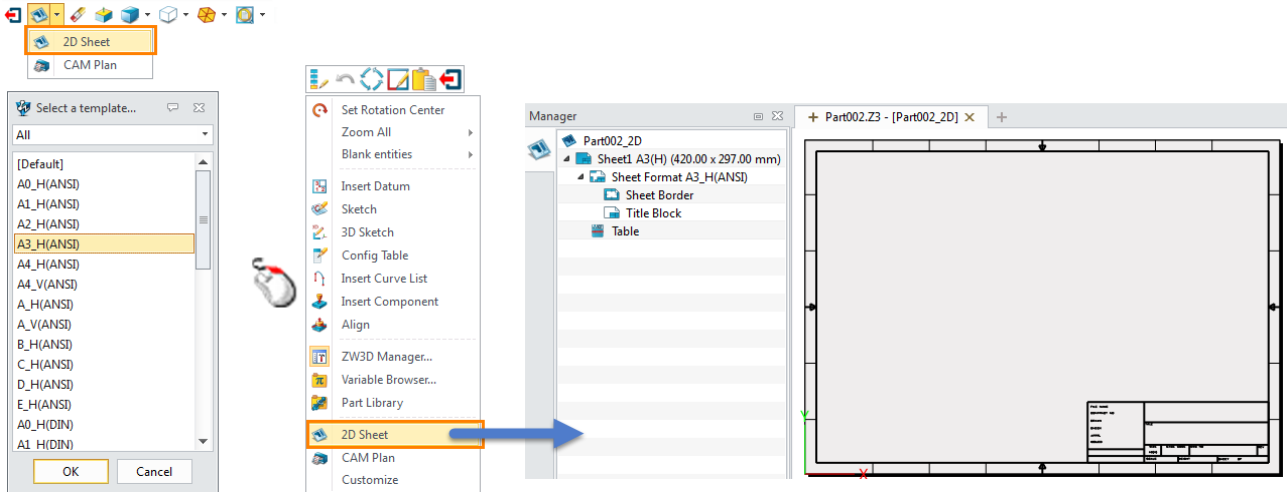 2D Sheet
CAM Plan
Select a template...
All
[Default]
A0_H(ANSI)
A1_H(ANSI)
A2_H(ANSI)
A3_H(ANSI)
A4_H(ANSI)
A4_V(ANSI)
A_H(ANSI)
A_V(ANSI)
B_H(ANSI)
C_H(ANSI)
D_H(ANSI)
E_H(ANSI)
A0_H(DIN)
A1_H(DIN)
OK Cancel
Set Rotation Center
Zoom All
Blank entities
Insert Datum
Sketch
3D Sketch
Config Table
Insert Curve List
Insert Component
Align
ZW3D Manager...
Variable Browser...
Part Library
2D Sheet
CAM Plan
Customize
Manager
Part002_2D
Sheet1 A3(H) (420.00 x 297.00 mm)
Sheet Format A3_H(ANSI)
Sheet Border
Title Block
Table
Part002.Z3 - [Part002_2D]
Y
X